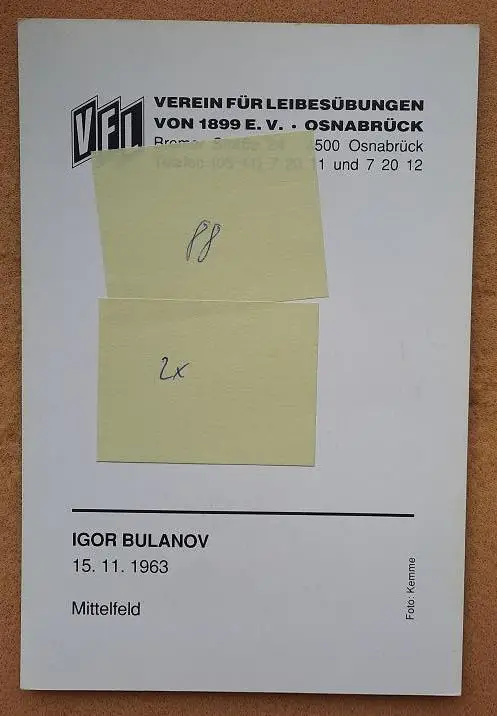 VFL
VEREIN FÜR LEIBESÜBUNGEN
VON 1899 E. V. · OSNABRÜCK
500 Osnabrück
1 und 7 20 12
2x
IGOR BULANOV
15. 11. 1963
Mittelfeld
Foto: Kemme